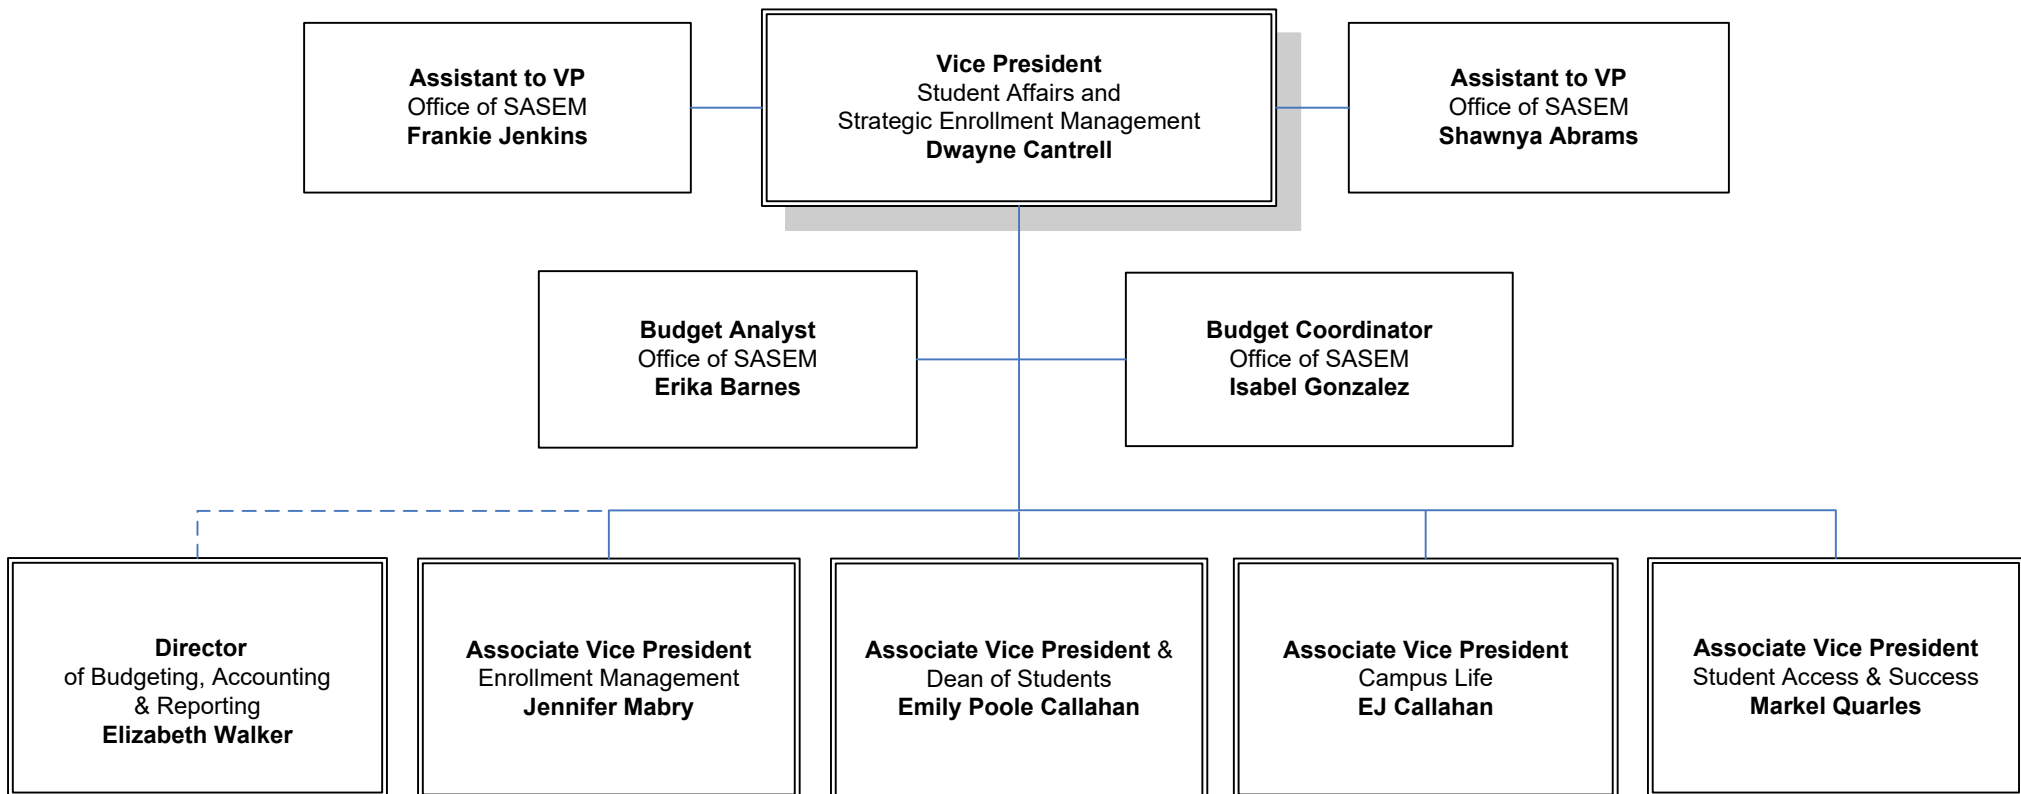 Assistant to VP
Office of SASEM
Frankie Jenkins
Vice President
Student Affairs and
Strategic Enrollment Management
Dwayne Cantrell
Assistant to VP
Office of SASEM
Shawnya Abrams
Budget Analyst
Office of SASEM
Erika Barnes
Budget Coordinator
Office of SASEM
Isabel Gonzalez
Director
of Budgeting, Accounting
& Reporting
Elizabeth Walker
Associate Vice President
Enrollment Management
Jennifer Mabry
Associate Vice President &
Dean of Students
Emily Poole Callahan
Associate Vice President
Campus Life
EJ Callahan
Associate Vice President
Student Access & Success
Markel Quarles